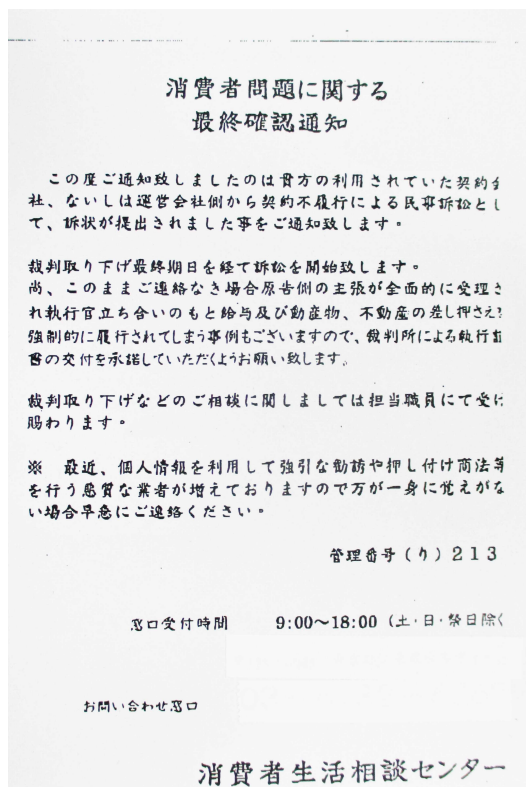 消費者問題に関する
最終確認通知
この度ご通知致しましたのは貴方の利用されていた契約会
社、ないしは運営会社側から契約不履行による民事訴訟とし
て、訴状が提出されました事をご通知致します。
裁判取り下げ最終期日を経て訴訟を開始致します。
尚、このままご連絡なき場合原告側の主張が全面的に受理さ
れ執行官立ち合いのもと給与及び動産物、不動産の差し押さえを
強制的に履行されてしまう事例もございますので、裁判所による執行証
書の交付を承諾していただくようお願い致します。
裁判取り下げなどのご相談に関しましては担当職員にて受け
賜わります。
※ 最近、個人情報を利用して強引な勧誘や押し付け商法等
を行う悪質な業者が増えておりますので万が一身に覚えがな
い場合早急にご連絡ください。
管理番号(り)213
窓口受付時間 9:00〜18:00 (土・日・祭日除く
お問い合わせ窓口
消費者生活相談センター